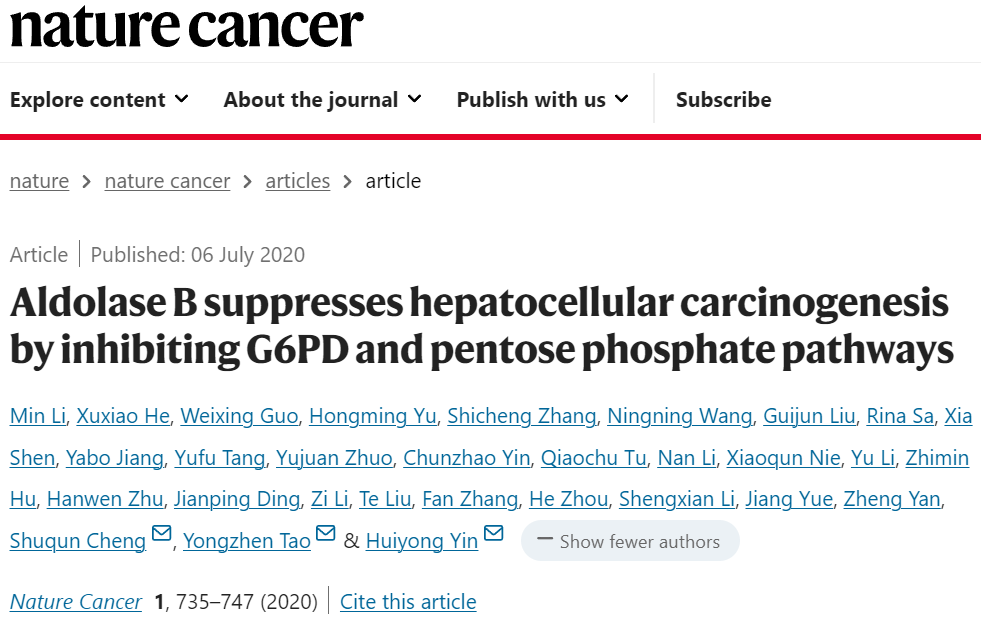 nature cancer
Explore content About the journal Publish with us Subscribe
nature > nature cancer > articles > article
Article | Published: 06 July 2020
Aldolase B suppresses hepatocellular carcinogenesis
by inhibiting G6PD and pentose phosphate pathways
Min Li, Xuxiao He, Weixing Guo, Hongming Yu, Shicheng Zhang, Ningning Wang, Guijun Liu, Rina Sa, Xia
Shen, Yabo Jiang, Yufu Tang, Yujuan Zhuo, Chunzhao Yin, Qiaochu Tu, Nan Li, Xiaoqun Nie, Yu Li, Zhimin
Hu, Hanwen Zhu, Jianping Ding, Zi Li, Te Liu, Fan Zhang, He Zhou, Shengxian Li, Jiang Yue, Zheng Yan,
Shuqun Cheng, Yongzhen Tao & Huiyong Yin — Show fewer authors
Nature Cancer 1, 735–747 (2020) | Cite this article